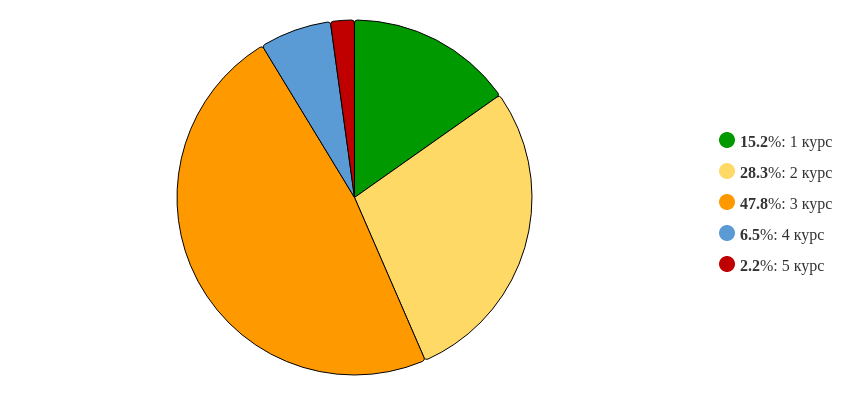 15.2%: 1 курс
28.3%: 2 курс
47.8%: 3 курс
6.5%: 4 курс
2.2%: 5 курс